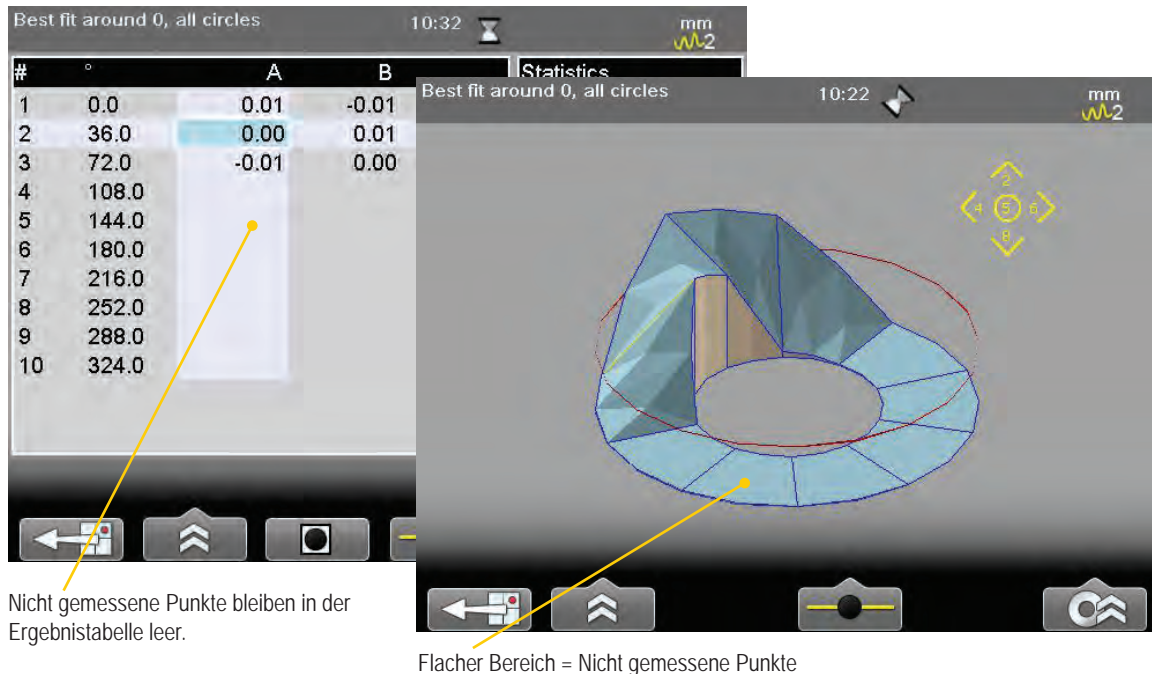 Best fit around 0, all circles 10:32 mm
2
# ° A B Statistics
1 0.0 0.01 -0.01
2 36.0 0.00 0.01
3 72.0 -0.01 0.00
4 108.0
5 144.0
6 180.0
7 216.0
8 252.0
9 288.0
10 324.0
Nicht gemessene Punkte bleiben in der
Ergebnistabelle leer.
Best fit around 0, all circles 10:22 mm
2
2
4 5 6
8
Flacher Bereich = Nicht gemessene Punkte